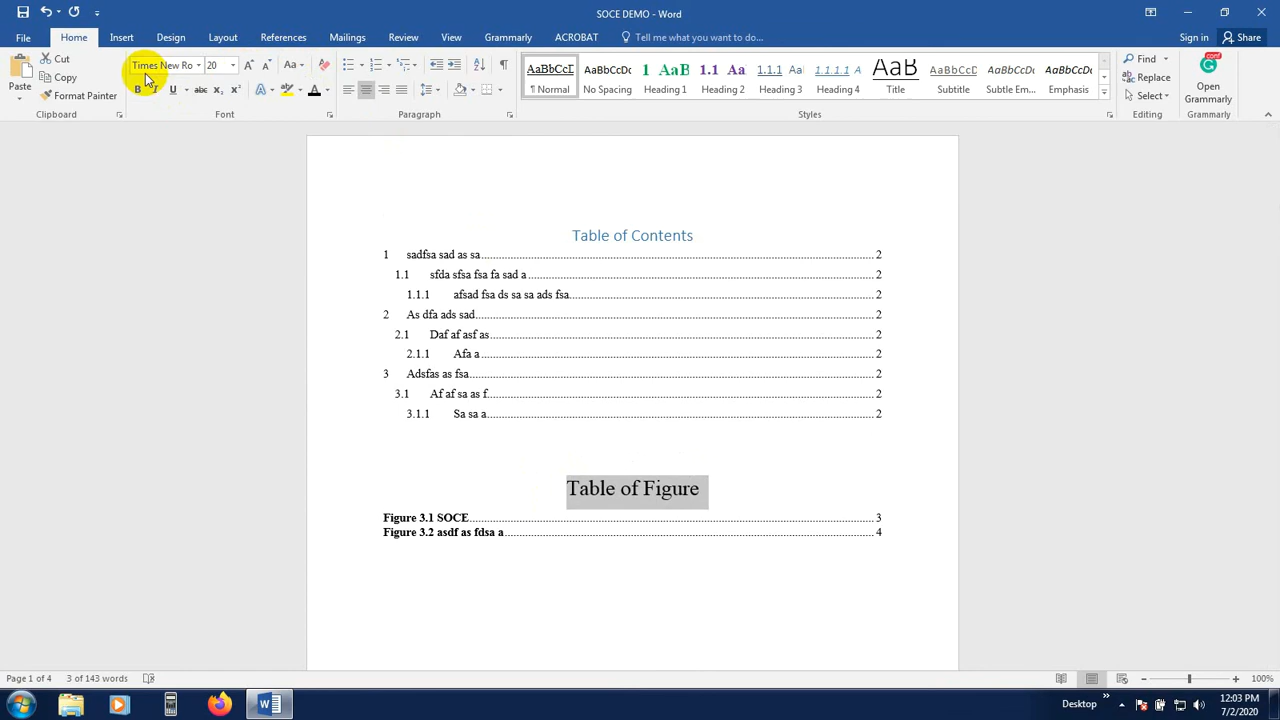 SOCE DEMO - Word
File Home Insert Design Layout References Mailings Review View Grammarly ACROBAT Tell me what you want to do... Sign in Share
Paste Cut Copy Format Painter
Times New Ro 20
AaBbCcI AaBbCcDc 1 AaB 1.1 Aa 1.1.1 Aa 1.1.1.1 AaB AaBbCcD AaBbCcDt AaBbCcDt
¶ Normal No Spacing Heading 1 Heading 2 Heading 3 Heading 4 Title Subtitle Subtle Em... Emphasis
Find Replace Select
Open Grammarly
Clipboard Font Paragraph Styles Editing Grammarly
Table of Contents
1 sadfsa sad as sa 2
1.1 sfda sfsa fsa fa sad a 2
1.1.1 afsad fsa ds sa sa ads fsa 2
2 As dfa ads sad 2
2.1 Daf af asf as 2
2.1.1 Afa a 2
3 Adsfas as fsa 2
3.1 Af af sa as f 2
3.1.1 Sa sa a 2
Table of Figure
Figure 3.1 SOCE 3
Figure 3.2 asdf as fdsa a 4
Page 1 of 4 3 of 143 words 100%
Desktop 12:03 PM
7/2/2020